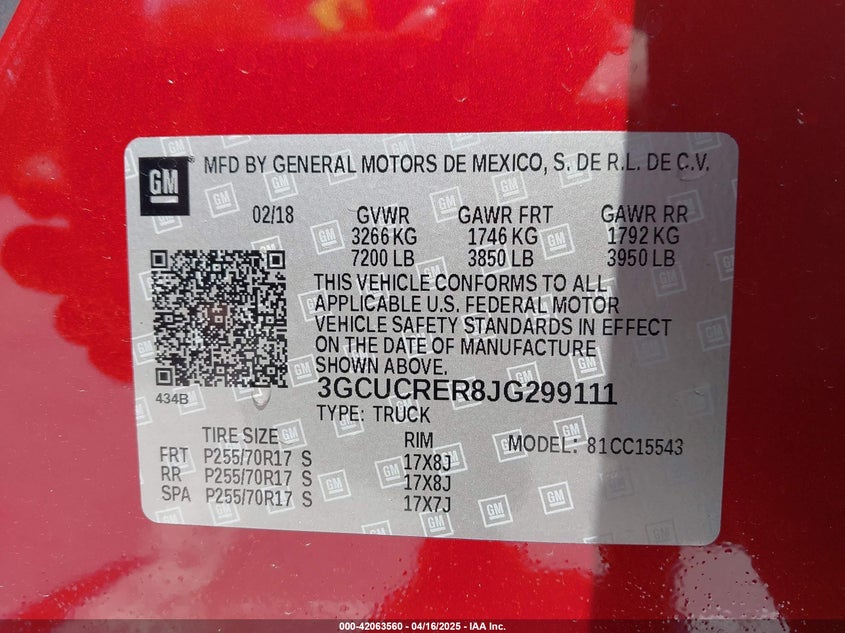 GM ® MFD BY GENERAL MOTORS DE MEXICO, S. DE R.L. DE C.V.
02/18 GVWR GAWR FRT GAWR RR
3266 KG 1746 KG 1792 KG
7200 LB 3850 LB 3950 LB
THIS VEHICLE CONFORMS TO ALL
APPLICABLE U.S. FEDERAL MOTOR
VEHICLE SAFETY STANDARDS IN EFFECT
ON THE DATE OF MANUFACTURE
SHOWN ABOVE.
434B
3GCUCRER8JG299111
TYPE: TRUCK
TIRE SIZE RIM MODEL: 81CC15543
FRT P255/70R17 S 17X8J
RR P255/70R17 S 17X8J
SPA P255/70R17 S 17X7J
000-42063560 - 04/16/2025 - IAA Inc.